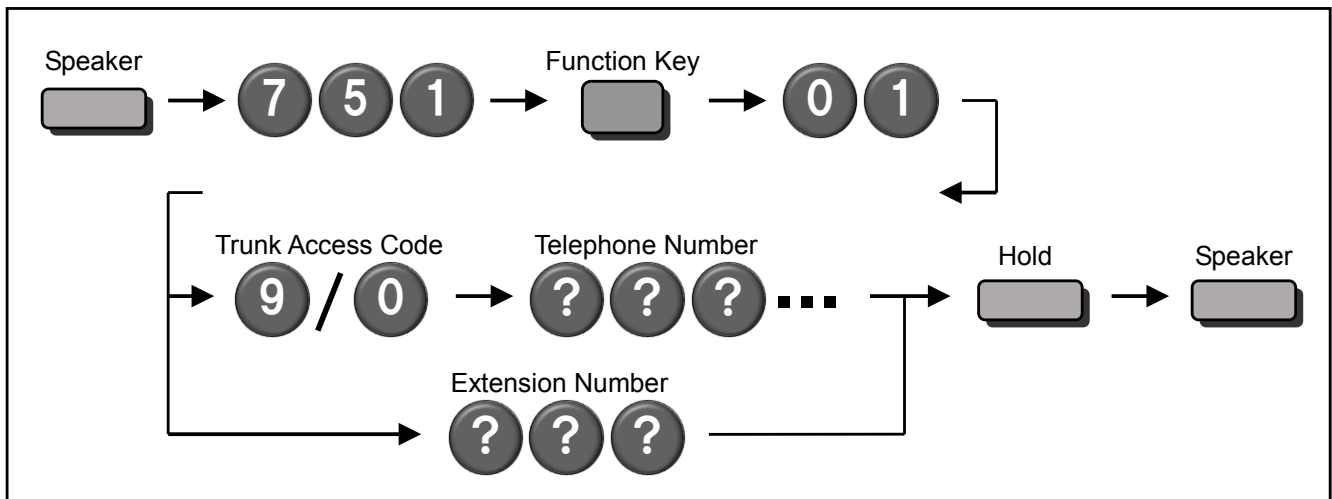 Speaker
Function Key
7 5 1
0 1
Trunk Access Code
Telephone Number
Hold
Speaker
9 / 0
? ? ? ...
Extension Number
? ? ?